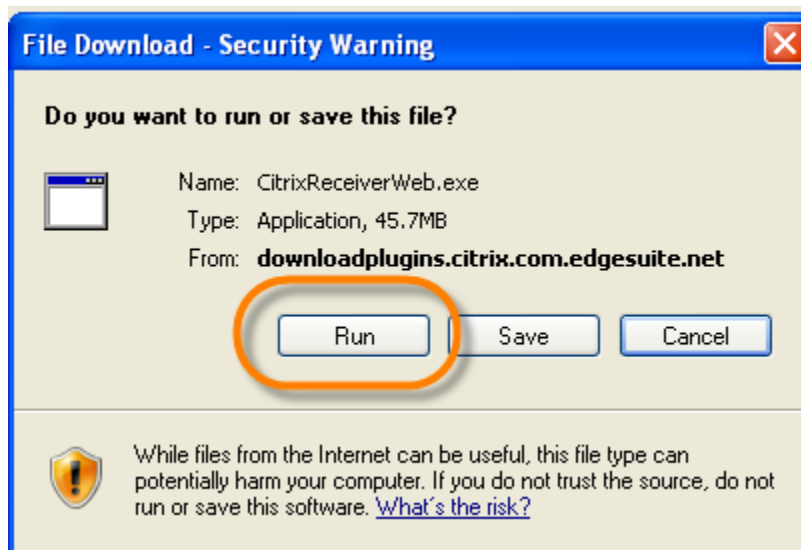 File Download - Security Warning
Do you want to run or save this file?
Name: CitrixReceiverWeb.exe
Type: Application, 45.7MB
From: downloadplugins.citrix.com.edgesuite.net
Run Save Cancel
While files from the Internet can be useful, this file type can
potentially harm your computer. If you do not trust the source, do not
run or save this software. What's the risk?